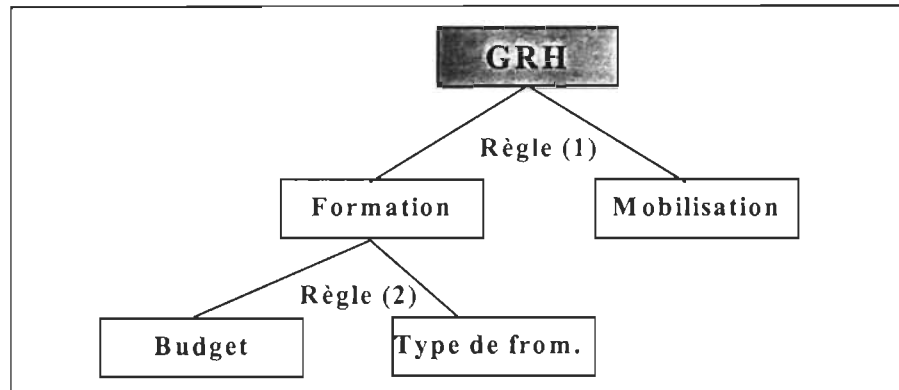 GRH
Règle (1)
Formation
Mobilisation
Règle (2)
Budget
Type de from.